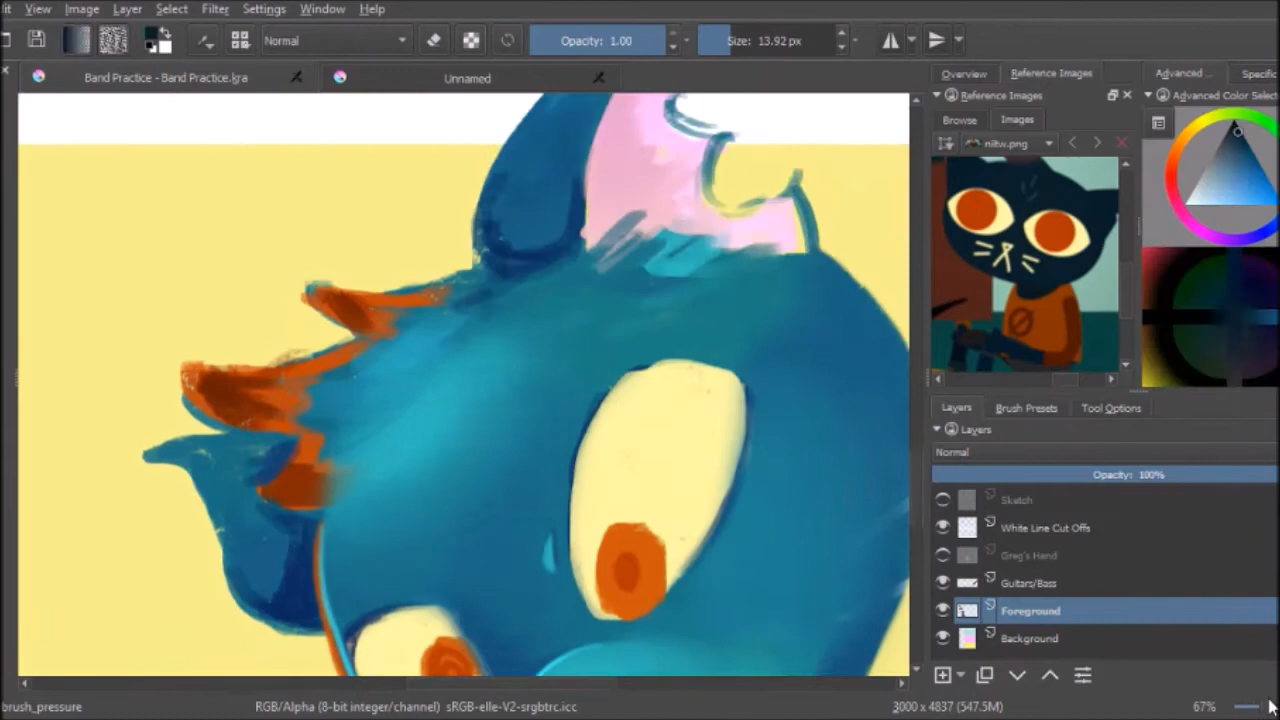 it View Image Layer Select Filter Settings Window Help
Normal Opacity: 1.00 Size: 13.92 px
Band Practice - Band Practice.kra Unnamed
Overview Reference Images Advanced ... Specific
Reference Images Advanced Color Select
Browse Images
niitw.png
Layers Brush Presets Tool Options
Layers
Normal
Opacity: 100%
Sketch
White Line Cut Offs
Greg's Hand
Guitars/Bass
Foreground
Background
brush_pressure RGB/Alpha (8-bit integer/channel) sRGB-elle-V2-srgbtrc.icc 3000 x 4837 (547.5M) 67%